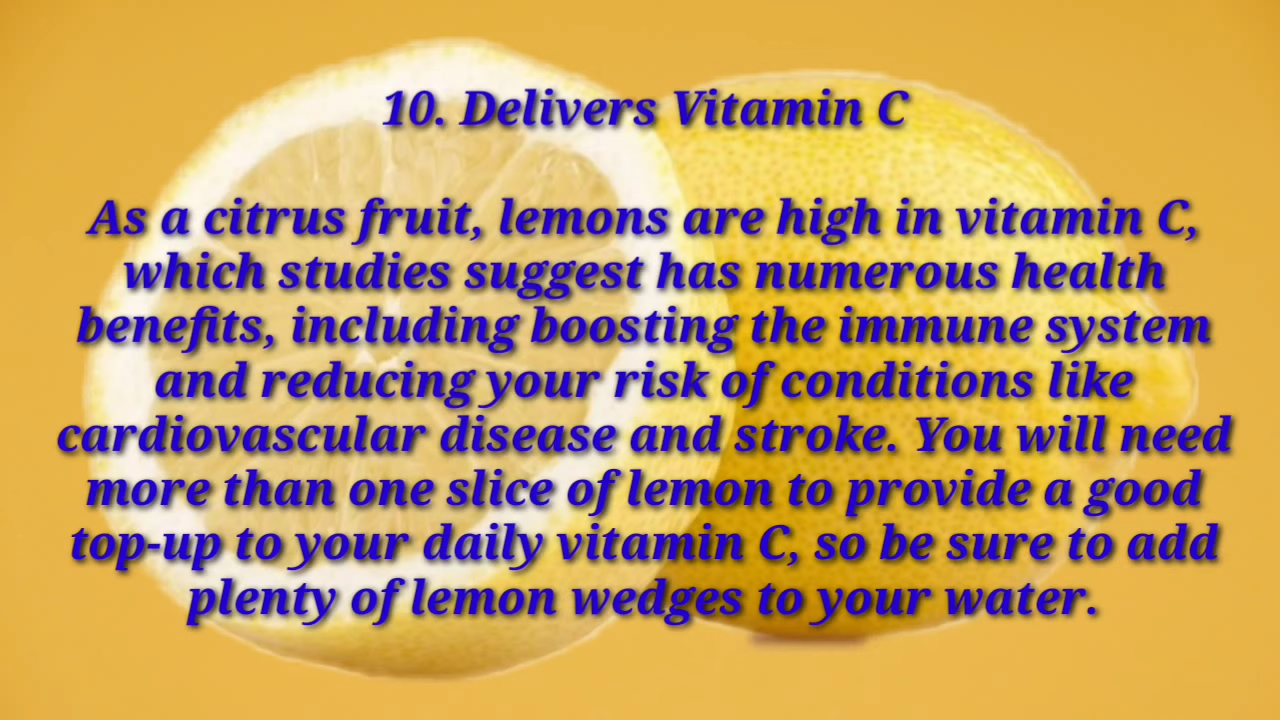 10. Delivers Vitamin C
As a citrus fruit, lemons are high in vitamin C,
which studies suggest has numerous health
benefits, including boosting the immune system
and reducing your risk of conditions like
cardiovascular disease and stroke. You will need
more than one slice of lemon to provide a good
top-up to your daily vitamin C, so be sure to add
plenty of lemon wedges to your water.